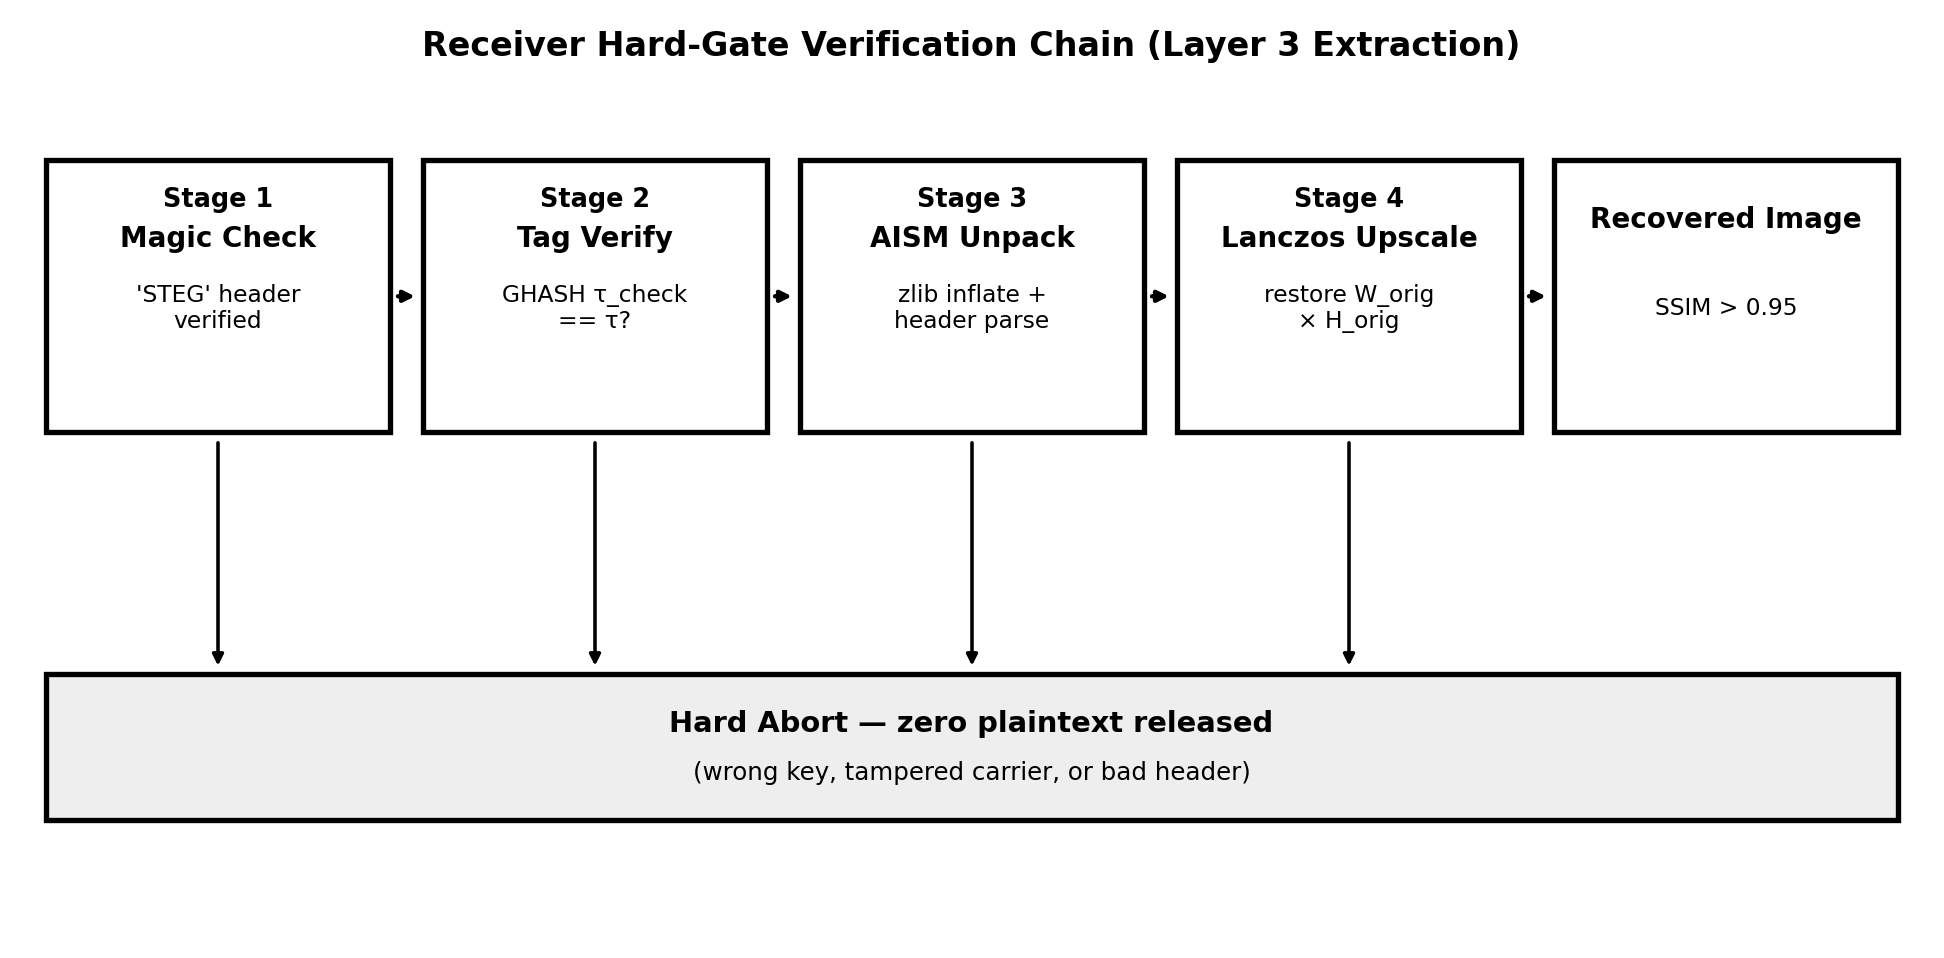 Receiver Hard-Gate Verification Chain (Layer 3 Extraction)
Stage 1
Magic Check
'STEG' header
verified
Stage 2
Tag Verify
GHASH τ_check
== τ?
Stage 3
AISM Unpack
zlib inflate +
header parse
Stage 4
Lanczos Upscale
restore W_orig
× H_orig
Recovered Image
SSIM > 0.95
Hard Abort — zero plaintext released
(wrong key, tampered carrier, or bad header)